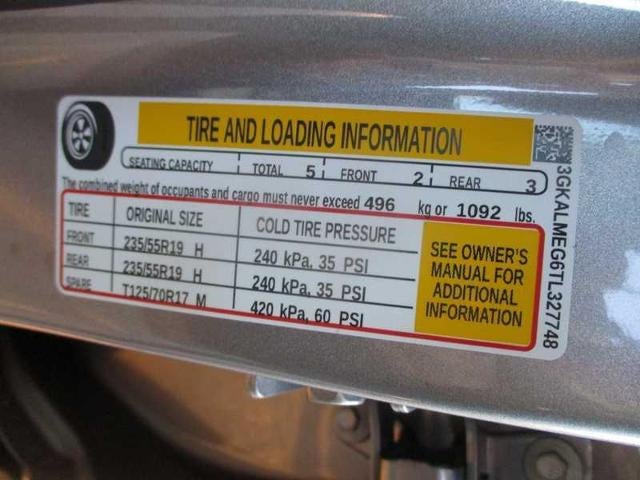 TIRE AND LOADING INFORMATION
SEATING CAPACITY TOTAL 5 FRONT 2 REAR 3
The combined weight of occupants and cargo must never exceed 496 kg or 1092 lbs.
TIRE ORIGINAL SIZE COLD TIRE PRESSURE
FRONT 235/55R19 H 240 kPa, 35 PSI
REAR 235/55R19 H 240 kPa, 35 PSI
SPARE T125/70R17 M 420 kPa, 60 PSI
SEE OWNER'S
MANUAL FOR
ADDITIONAL
INFORMATION
3GKALMEG6TL327748